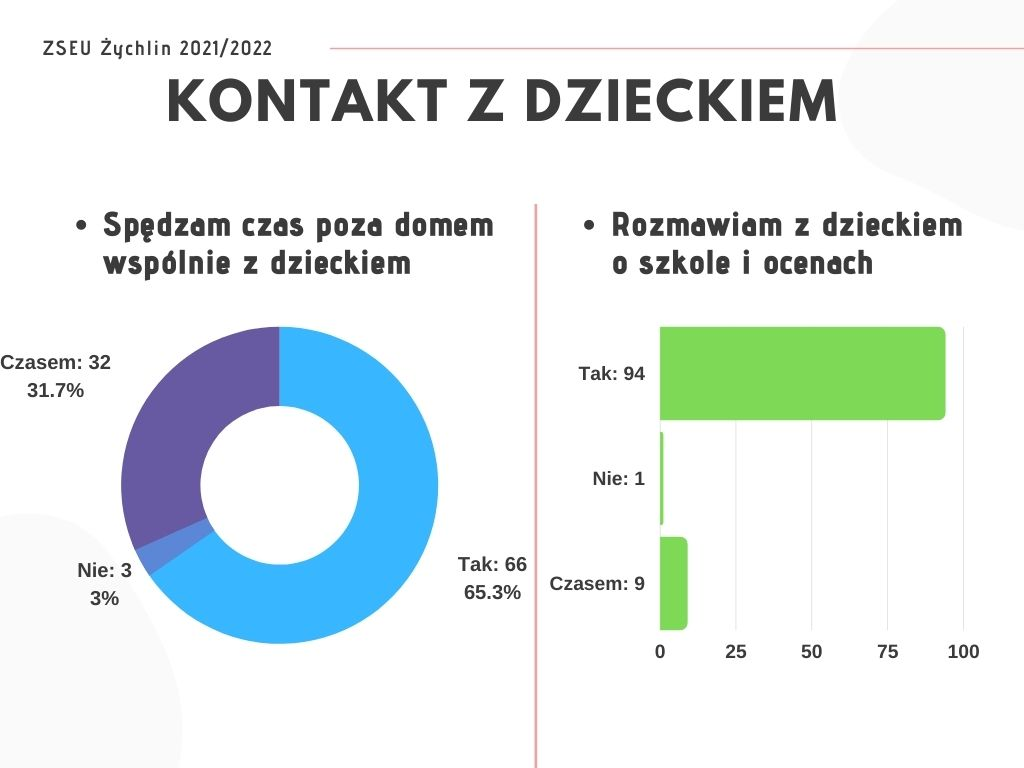 ZSEU Żychlin 2021/2022
KONTAKT Z DZIECKIEM
• Spędzam czas poza domem
wspólnie z dzieckiem
Czasem: 32
31.7%
Nie: 3
3%
Tak: 66
65.3%
• Rozmawiam z dzieckiem
o szkole i ocenach
Tak: 94
Nie: 1
Czasem: 9
0 25 50 75 100